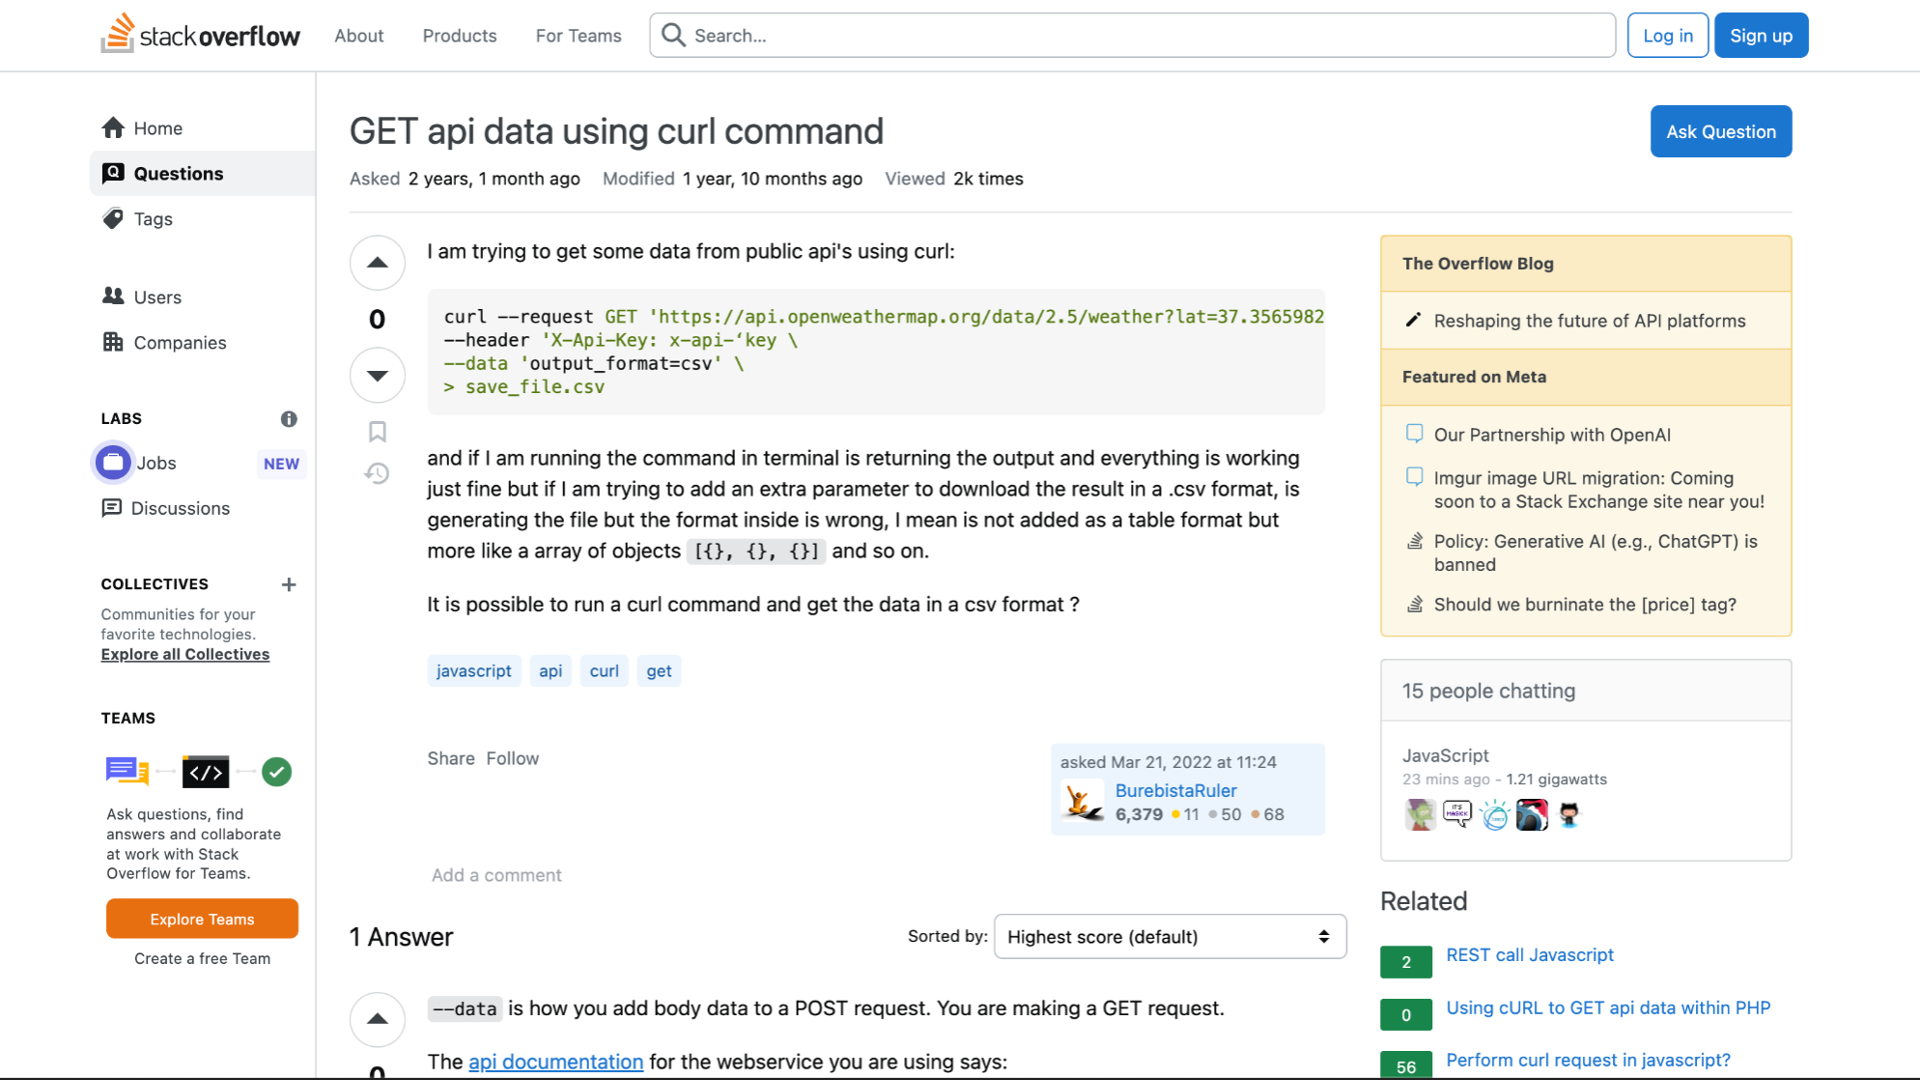 stack overflow
About
Products
For Teams
Search...
Log in
Sign up
Home
Questions
Tags
Users
Companies
LABS
Jobs
NEW
Discussions
COLLECTIVES
Communities for your
favorite technologies.
Explore all Collectives
TEAMS
</>
Ask questions, find
answers and collaborate
at work with Stack
Overflow for Teams.
Explore Teams
Create a free Team
GET api data using curl command
Ask Question
Asked 2 years, 1 month ago Modified 1 year, 10 months ago Viewed 2k times
0
I am trying to get some data from public api's using curl:
curl --request GET 'https://api.openweathermap.org/data/2.5/weather?lat=37.3565982
--header 'X-Api-Key: x-api-‘key \
--data 'output_format=csv' \
> save_file.csv
and if I am running the command in terminal is returning the output and everything is working
just fine but if I am trying to add an extra parameter to download the result in a .csv format, is
generating the file but the format inside is wrong, I mean is not added as a table format but
more like a array of objects [{}, {}, {}] and so on.
It is possible to run a curl command and get the data in a csv format ?
javascript api curl get
Share Follow
asked Mar 21, 2022 at 11:24
BurebistaRuler
6,379 11 50 68
Add a comment
1 Answer
Sorted by:
Highest score (default)
0
--data is how you add body data to a POST request. You are making a GET request.
The api documentation for the webservice you are using says:
The Overflow Blog
Reshaping the future of API platforms
Featured on Meta
Our Partnership with OpenAI
Imgur image URL migration: Coming
soon to a Stack Exchange site near you!
Policy: Generative AI (e.g., ChatGPT) is
banned
Should we burninate the [price] tag?
15 people chatting
JavaScript
23 mins ago - 1.21 gigawatts
Related
2 REST call Javascript
0 Using cURL to GET api data within PHP
56 Perform curl request in javascript?